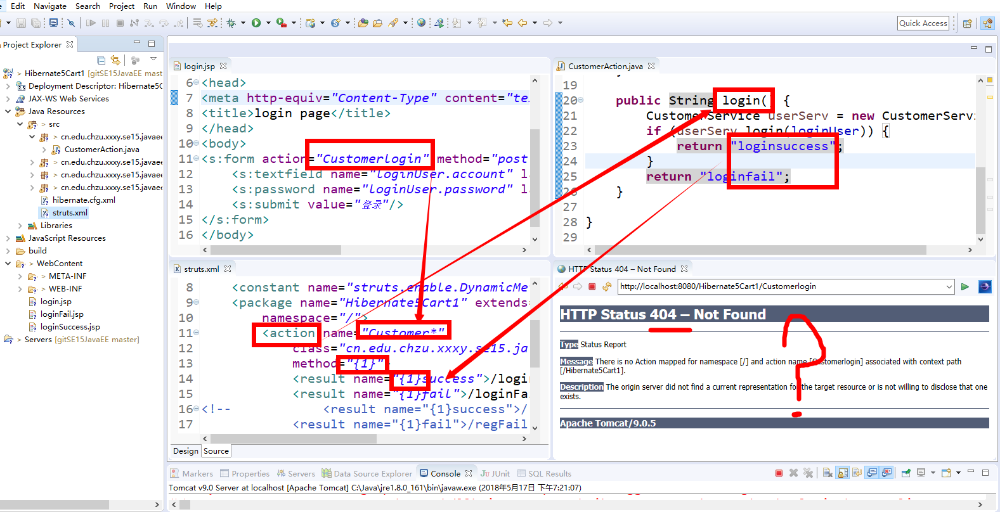 Edit Navigate Search Project Run Window Help
Quick Access
Project Explorer
> Hibernate5Cart1 [gitSE15JavaEE mast
Deployment Descriptor: Hibernate5C
JAX-WS Web Services
Java Resources
> src
> cn.edu.chzu.xxxy.se15.javaee
CustomerAction.java
> cn.edu.chzu.xxxy.se15.javaee
> cn.edu.chzu.xxxy.se15.javaee
> cn.edu.chzu.xxxy.se15.javaee
hibernate.cfg.xml
struts.xml
Libraries
JavaScript Resources
build
> WebContent
> META-INF
> WEB-INF
login.jsp
loginFail.jsp
loginSuccess.jsp
> Servers [gitSE15JavaEE master]
login.jsp
6 <head>
7 <meta http-equiv="Content-Type" content="te
8 <title>login page</title>
9 </head>
10 <body>
11 <s:form action="Customerlogin" method="post
12 <s:textfield name="loginUser.account" la
13 <s:password name="loginUser.password" la
14 <s:submit value="登录"/>
15 </s:form>
16 </body>
CustomerAction.java
19
20 public String login() {
21 CustomerService userServ = new CustomerServi
22 if (userServ.login(loginUser)) {
23 return "loginsuccess";
24 }
25 return "loginfail";
26 }
27
28 }
29
struts.xml
8 <constant name="struts.enable.DynamicMe
9 <package name="Hibernate5Cart1" extends=
10 namespace="/">
11 <action name="Customer*"
12 class="cn.edu.chzu.xxxy.se15.ja
13 method="{1}">
14 <result name="{1}success">/login
15 <result name="{1}fail">/loginFa
16 <!-- <result name="{1}success">/
17 <result name="{1}fail">/regFail
Design Source
HTTP Status 404 – Not Found
http://localhost:8080/Hibernate5Cart1/Customerlogin
HTTP Status 404 – Not Found
Type Status Report
Message There is no Action mapped for namespace [/] and action name [Customerlogin] associated with context path
[/Hibernate5Cart1].
Description The origin server did not find a current representation for the target resource or is not willing to disclose that one
exists.
Apache Tomcat/9.0.5
?
Markers Properties Servers Data Source Explorer Console JUnit SQL Results
Tomcat v9.0 Server at localhost [Apache Tomcat] C:\Java\jre1.8.0_161\bin\javaw.exe (2018年5月17日 下午7:21:07)